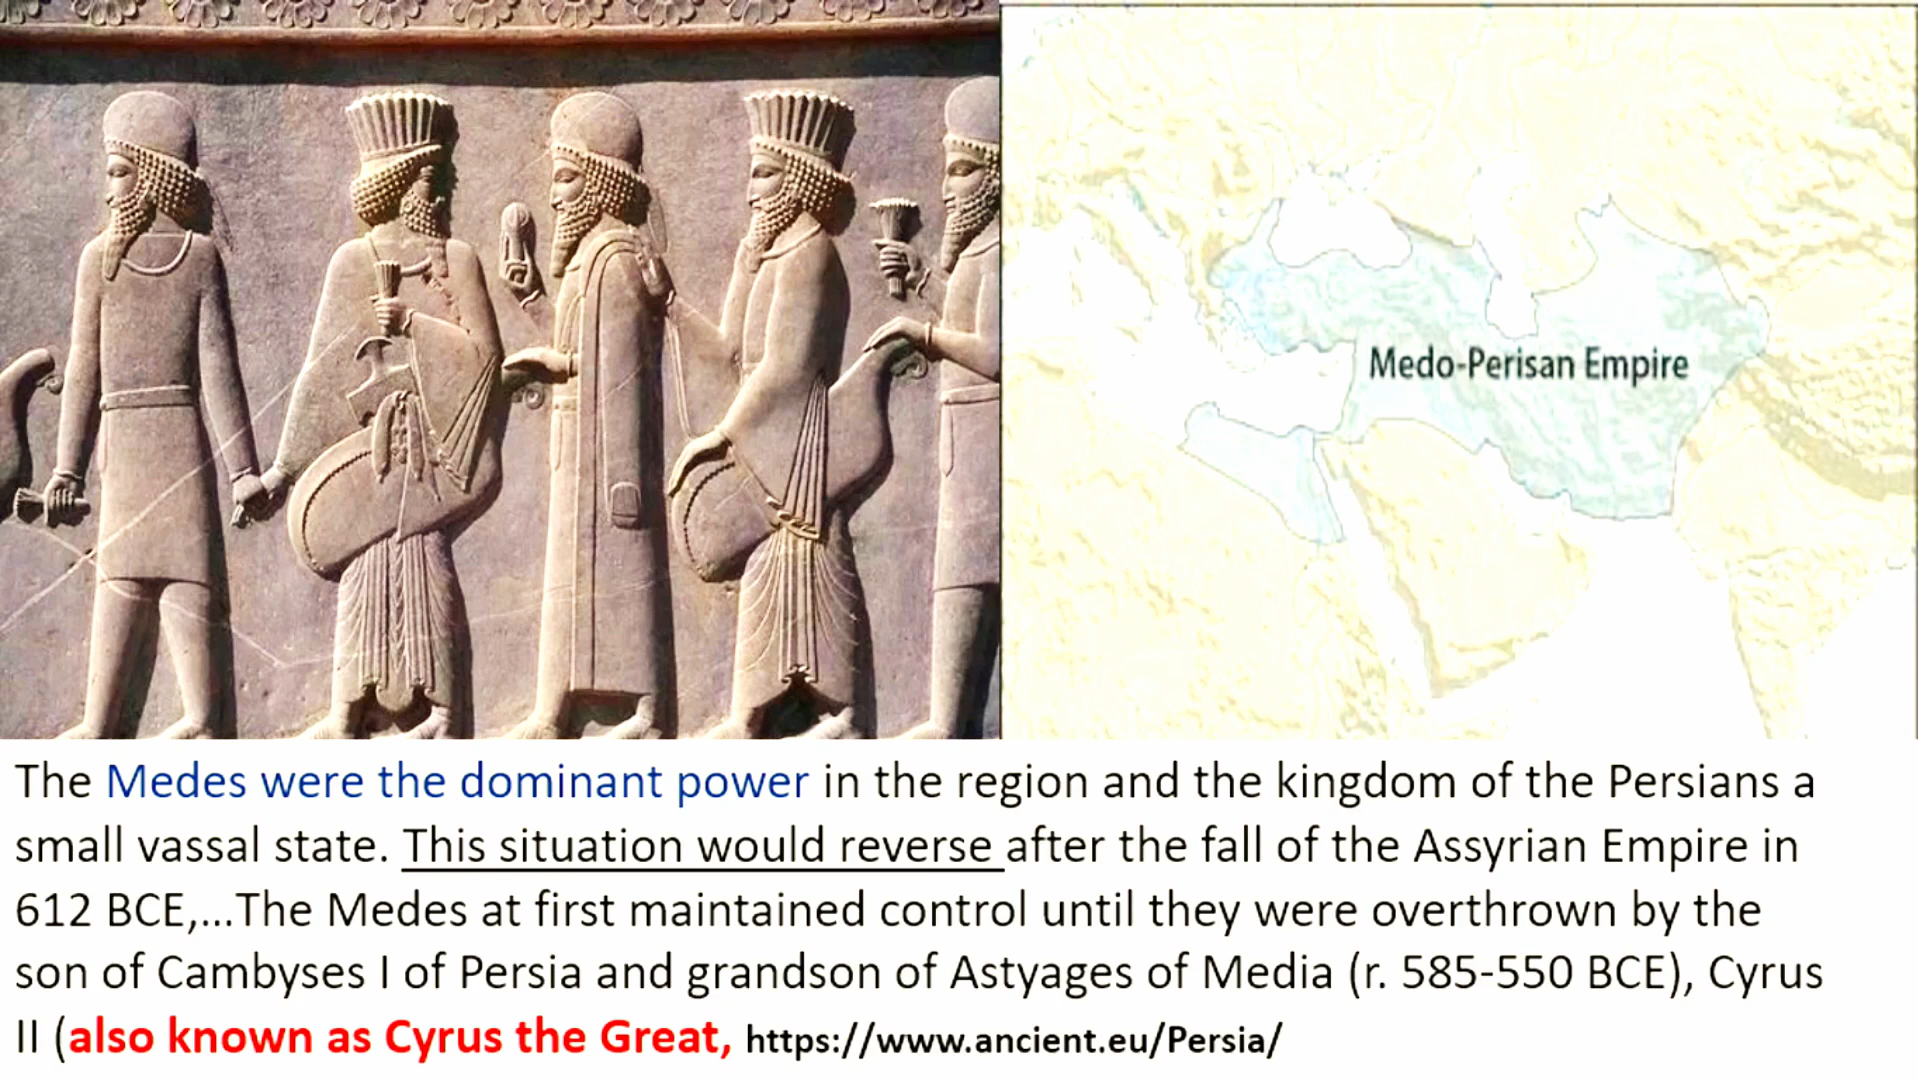 Medo-Perisan Empire
The Medes were the dominant power in the region and the kingdom of the Persians a
small vassal state. This situation would reverse after the fall of the Assyrian Empire in
612 BCE,...The Medes at first maintained control until they were overthrown by the
son of Cambyses I of Persia and grandson of Astyages of Media (r. 585-550 BCE), Cyrus
II (also known as Cyrus the Great, https://www.ancient.eu/Persia/